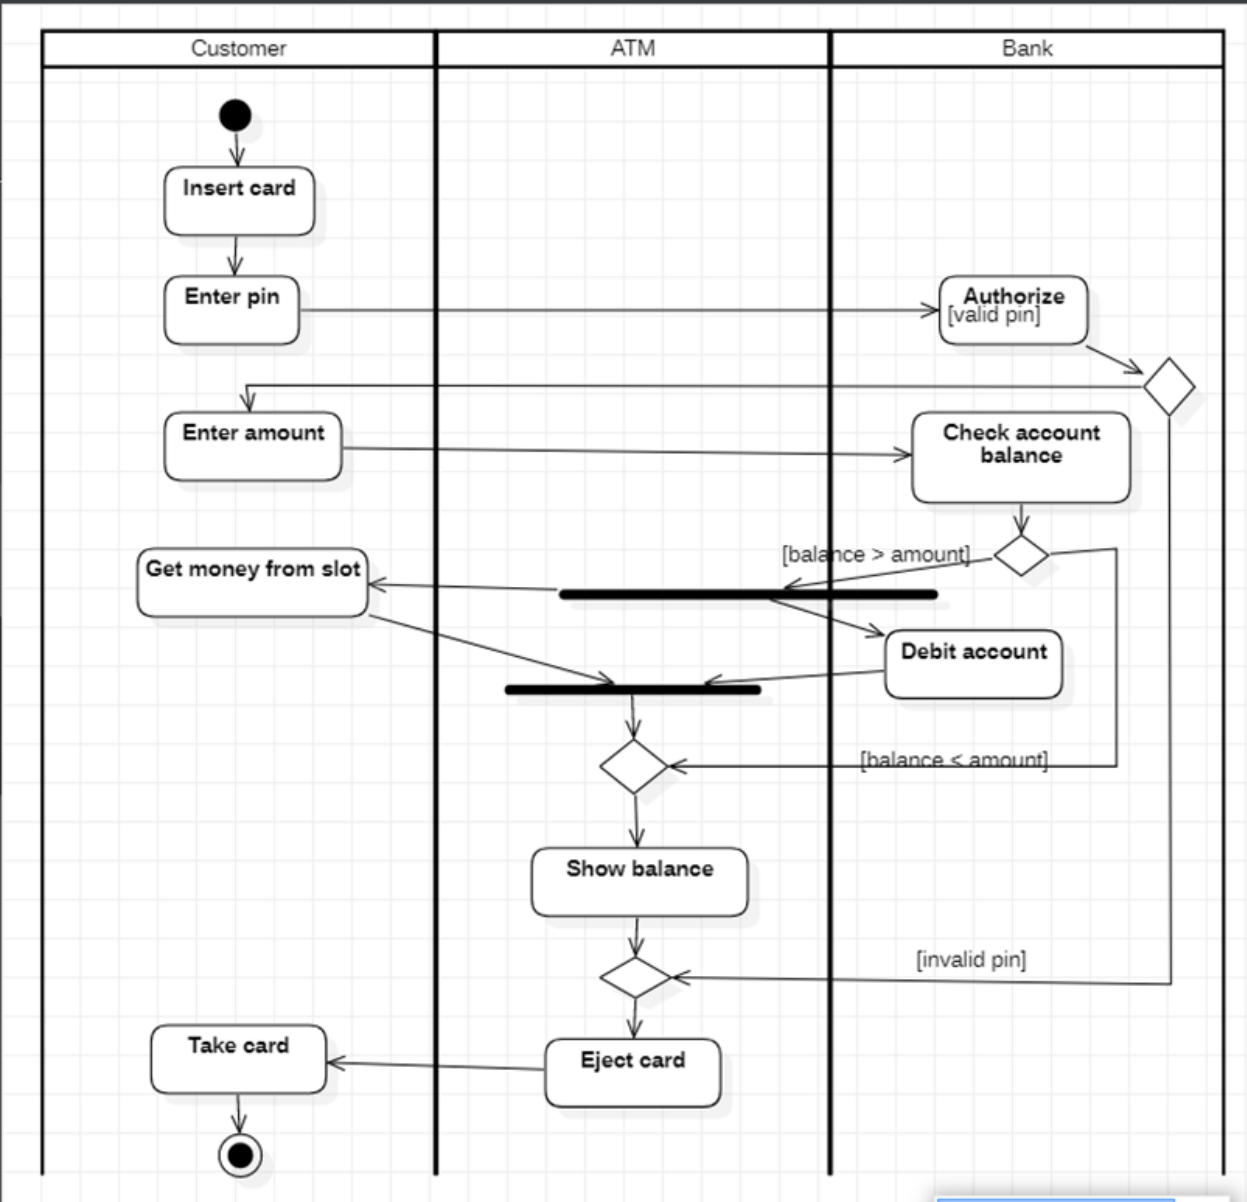 Customer
ATM
Bank
Insert card
Enter pin
Authorize
[valid pin]
Enter amount
Check account
balance
[balance > amount]
Get money from slot
Debit account
[balance < amount]
Show balance
[invalid pin]
Take card
Eject card